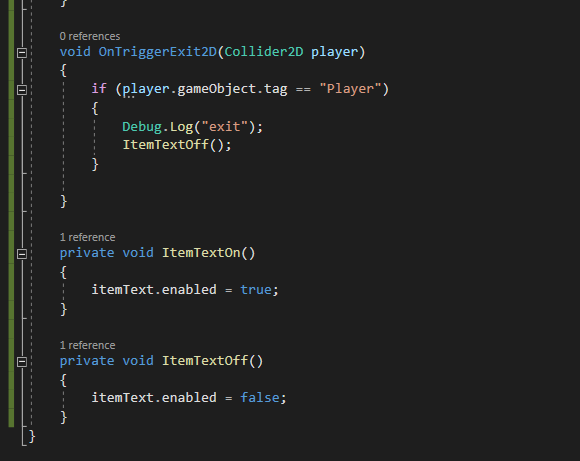 }
0 references
void OnTriggerExit2D(Collider2D player)
{
if (player.gameObject.tag == "Player")
{
Debug.Log("exit");
ItemTextOff();
}
}
1 reference
private void ItemTextOn()
{
itemText.enabled = true;
}
1 reference
private void ItemTextOff()
{
itemText.enabled = false;
}
}